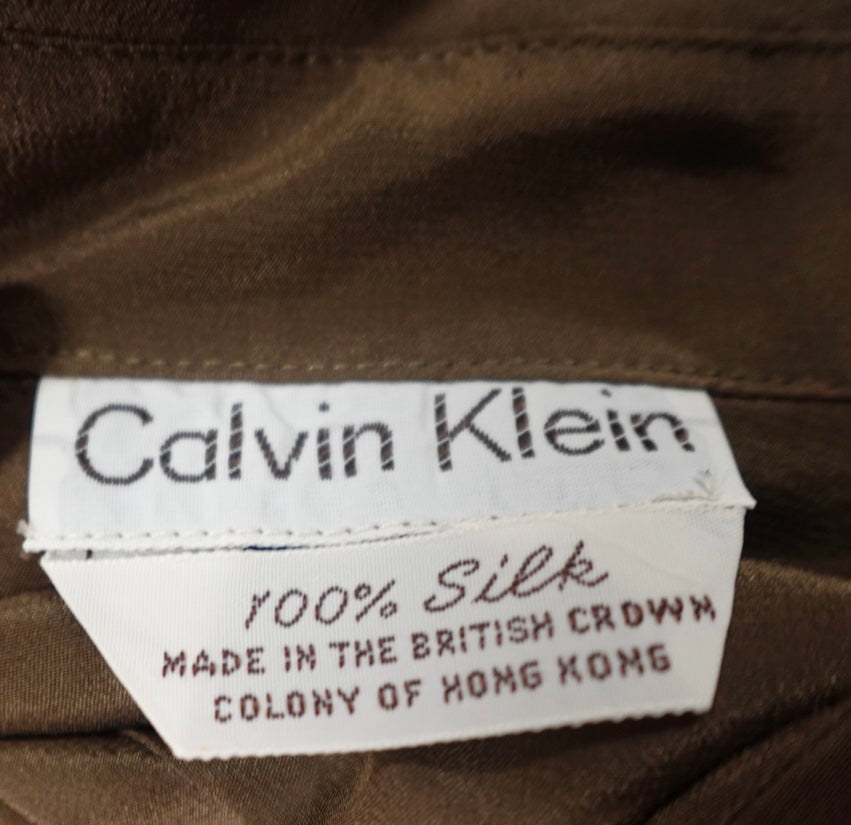 Calvin Klein
100% Silk
MADE IN THE BRITISH CROWN
COLONY OF HONG KONG